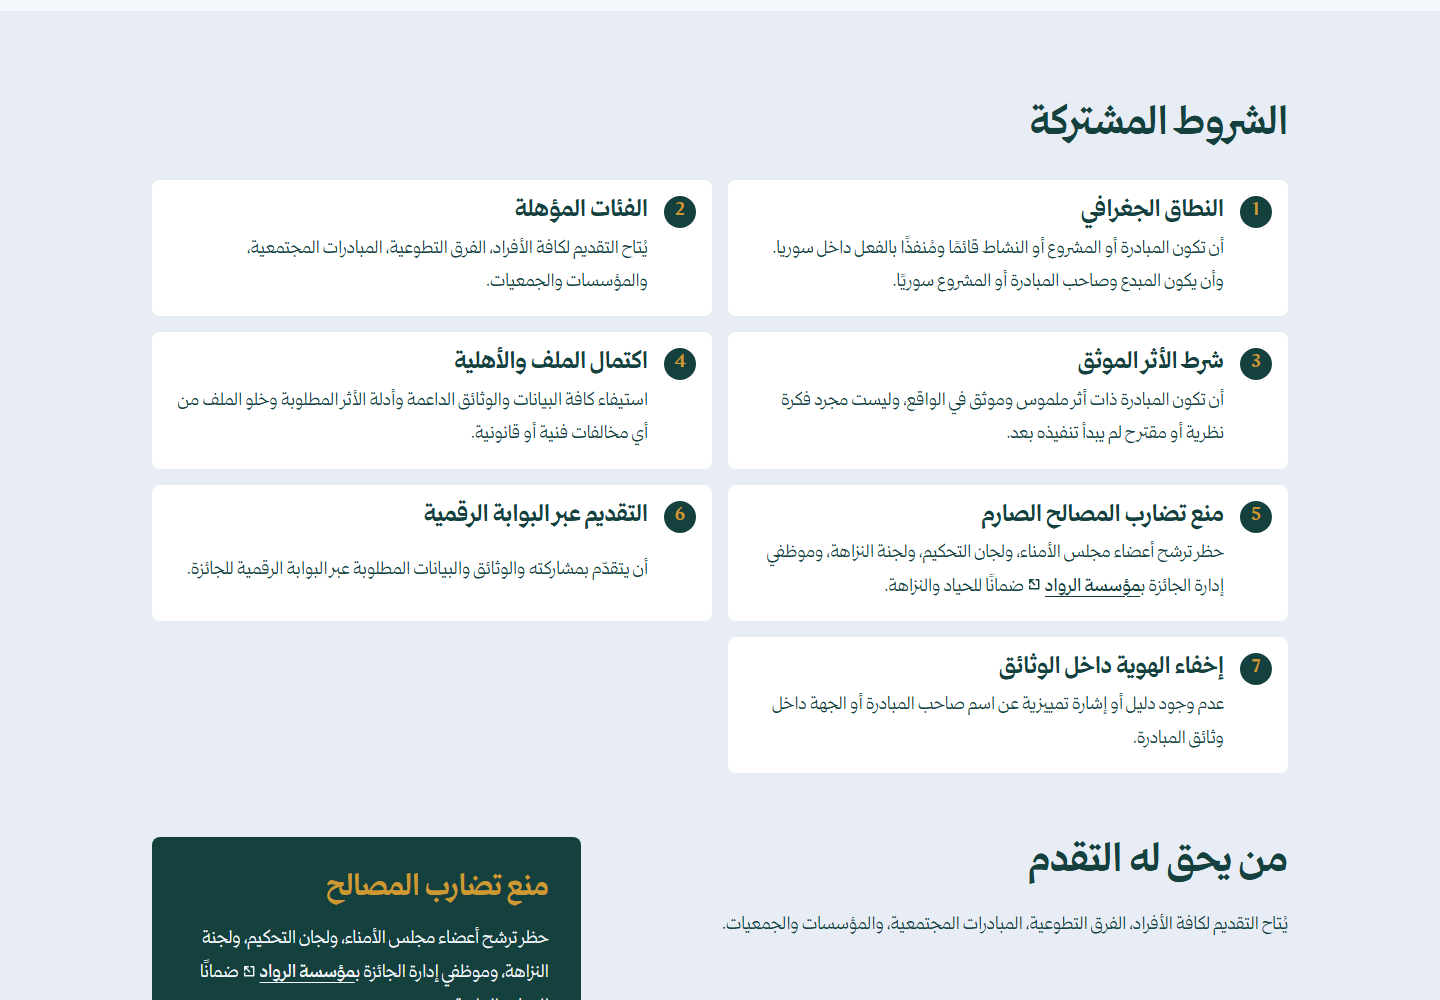 الشروط المشتركة
1
النطاق الجغرافي
أن تكون المبادرة أو المشروع أو النشاط قائمًا ومُنفذًا بالفعل داخل سوريا.
وأن يكون المبدع وصاحب المبادرة أو المشروع سوريًا.
2
الفئات المؤهلة
يُتاح التقديم لكافة الأفراد، الفرق التطوعية، المبادرات المجتمعية،
والمؤسسات والجمعيات.
3
شرط الأثر الموثق
أن تكون المبادرة ذات أثر ملموس وموثق في الواقع، وليست مجرد فكرة
نظرية أو مقترح لم يبدأ تنفيذه بعد.
4
اكتمال الملف والأهلية
استيفاء كافة البيانات والوثائق الداعمة وأدلة الأثر المطلوبة وخلو الملف من
أي مخالفات فنية أو قانونية.
5
منع تضارب المصالح الصارم
حظر ترشح أعضاء مجلس الأمناء، ولجان التحكيم، ولجنة النزاهة، وموظفي
إدارة الجائزة بمؤسسة الرواد ضمانًا للحياد والنزاهة.
6
التقديم عبر البوابة الرقمية
أن يتقدّم بمشاركته والوثائق والبيانات المطلوبة عبر البوابة الرقمية للجائزة.
7
إخفاء الهوية داخل الوثائق
عدم وجود دليل أو إشارة تمييزية عن اسم صاحب المبادرة أو الجهة داخل
وثائق المبادرة.
من يحق له التقدم
يُتاح التقديم لكافة الأفراد، الفرق التطوعية، المبادرات المجتمعية، والمؤسسات والجمعيات.
منع تضارب المصالح
حظر ترشح أعضاء مجلس الأمناء، ولجان التحكيم، ولجنة
النزاهة، وموظفي إدارة الجائزة بمؤسسة الرواد ضمانًا